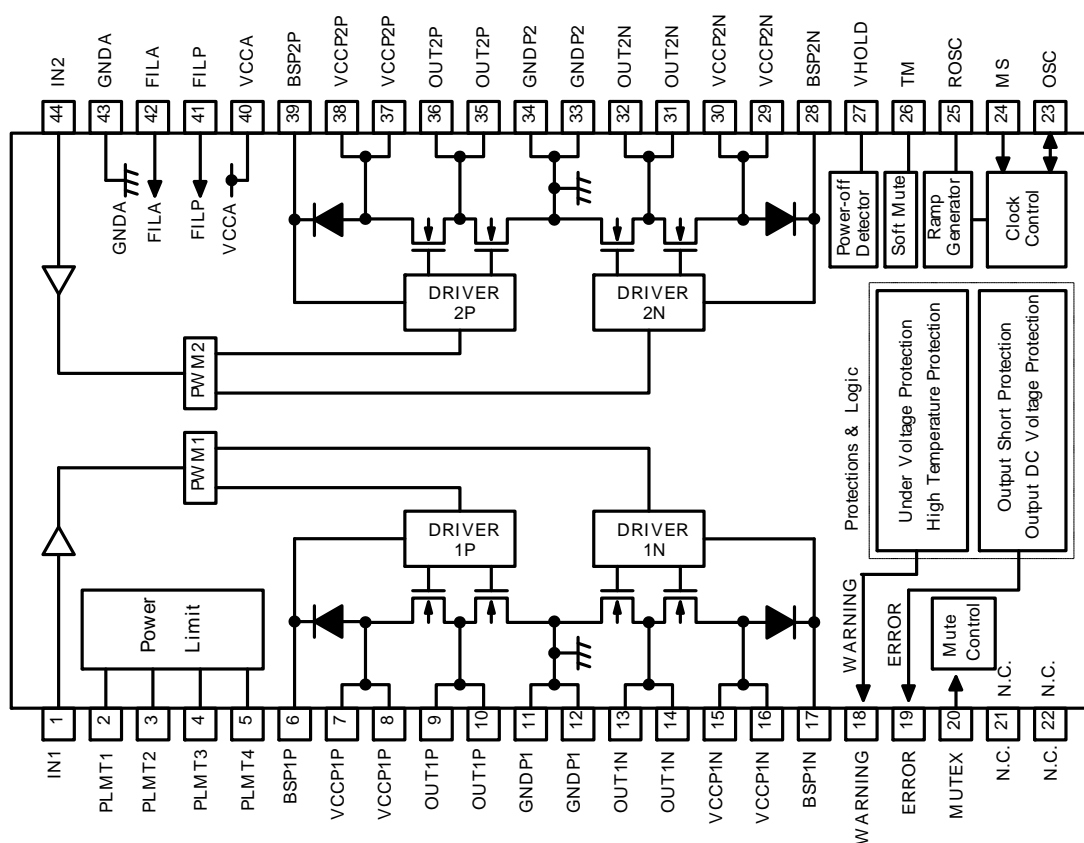 IN2
GNDA
FILA
FILP
VCCA
BSP2P
VCCP2P
VCCP2P
OUT2P
OUT2P
GNDP2
GNDP2
OUT2N
OUT2N
VCCP2N
VCCP2N
BSP2N
VHOLD
TM
ROSC
MS
OSC
44
43
42
41
40
39
38
37
36
35
34
33
32
31
30
29
28
27
26
25
24
23
GNDA
FILA
FILP
VCCA
Power-off
Detector
Soft Mute
Ramp
Generator
Clock
Control
DRIVER
2P
DRIVER
2N
PWM2
PWM1
DRIVER
1P
DRIVER
1N
Protections & Logic
Under Voltage Protection
High Temperature Protection
Output Short Protection
Output DC Voltage Protection
Power
Limit
WARNING
ERROR
Mute
Control
N.C.
N.C.
1
2
3
4
5
6
7
8
9
10
11
12
13
14
15
16
17
18
19
20
21
22
IN1
PLMT1
PLMT2
PLMT3
PLMT4
BSP1P
VCCP1P
VCCP1P
OUT1P
OUT1P
GNDP1
GNDP1
OUT1N
OUT1N
VCCP1N
VCCP1N
BSP1N
WARNING
ERROR
MUTEX
N.C.
N.C.